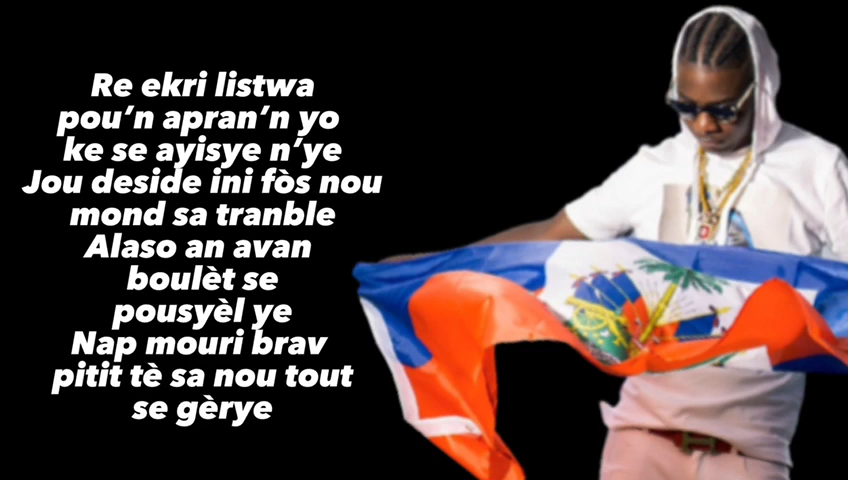 Re ekri listwa
pou’n apran’n yo
ke se ayisye n’ye
Jou deside ini fòs nou
mond sa tranble
Alaso an avan
boulèt se
pousyèl ye
Nap mouri brav
pitit tè sa nou tout
se gèrye